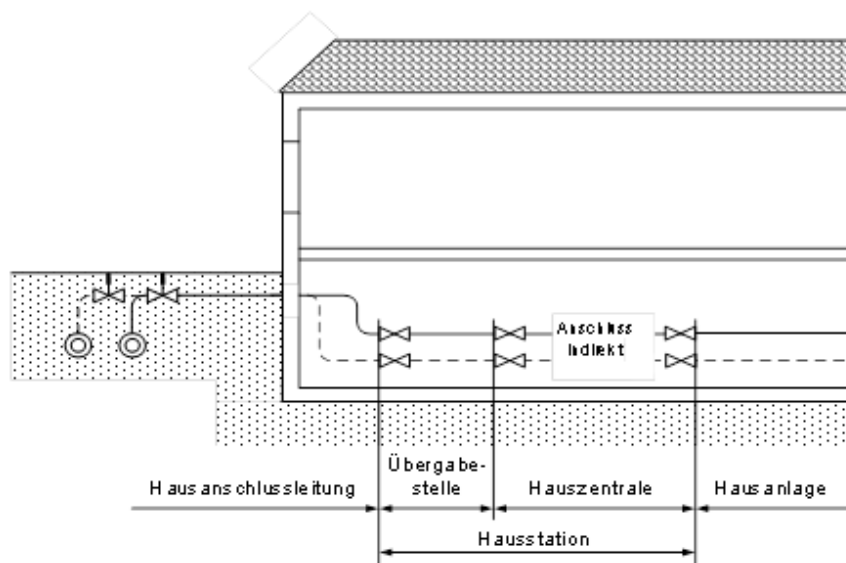 Anschluss
indirekt
Übergabe-
stelle
Hausanschlussleitung
Hauszentrale
Hausanlage
Hausstation